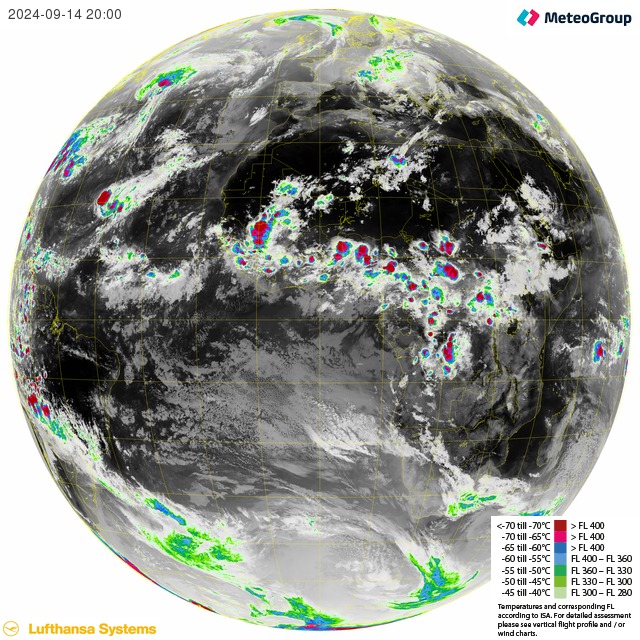 2024-09-14 20:00
MeteoGroup
<-70 till -70°C > FL 400
-70 till -65°C > FL 400
-65 till -60°C > FL 400
-60 till -55°C FL 400 – FL 360
-55 till -50°C FL 360 – FL 330
-50 till -45°C FL 330 – FL 300
-45 till -40°C FL 300 – FL 280
Temperatures and corresponding FL
according to ISA. For detailed assessment
please see vertical flight profile and / or
wind charts.
Lufthansa Systems